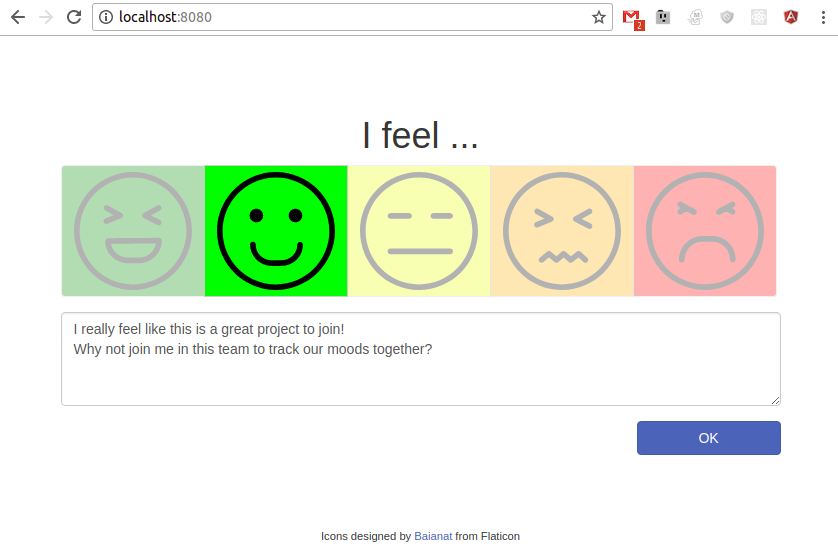 localhost:8080
2
I feel ...
I really feel like this is a great project to join!
Why not join me in this team to track our moods together?
OK
Icons designed by Baianat from Flaticon